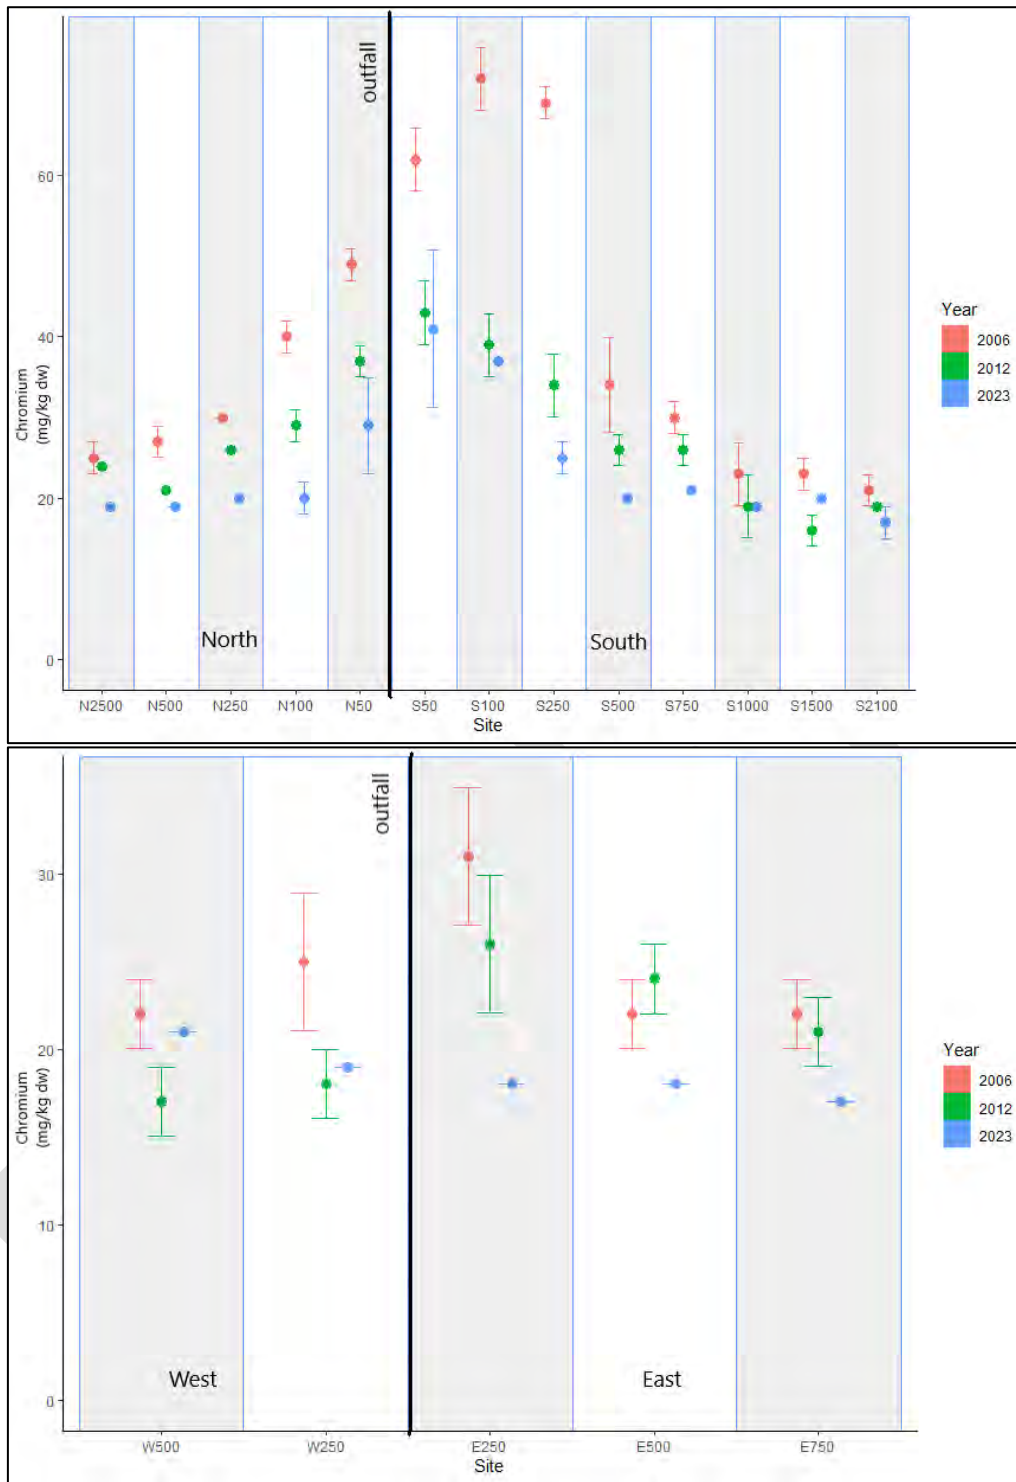 outfall
60
40
20
0
Chromium
(mg/kg dw)
North
South
N2500 N500 N250 N100 N50 S50 S100 S250 S500 S750 S1000 S1500 S2100
Site
Year
2006
2012
2023
outfall
30
20
10
0
Chromium
(mg/kg dw)
West
East
W500 W250 E250 E500 E750
Site
Year
2006
2012
2023